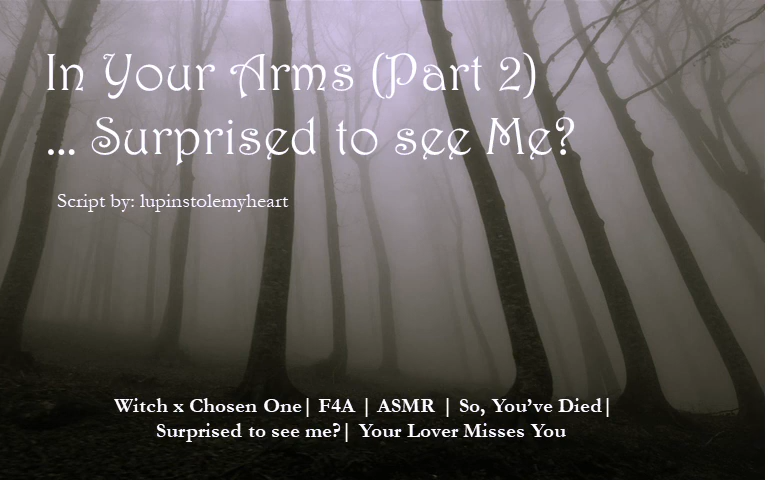 In Your Arms (Part 2)
... Surprised to see Me?
Script by: lupinstolemyheart
Witch x Chosen One| F4A | ASMR | So, You’ve Died|
Surprised to see me?| Your Lover Misses You